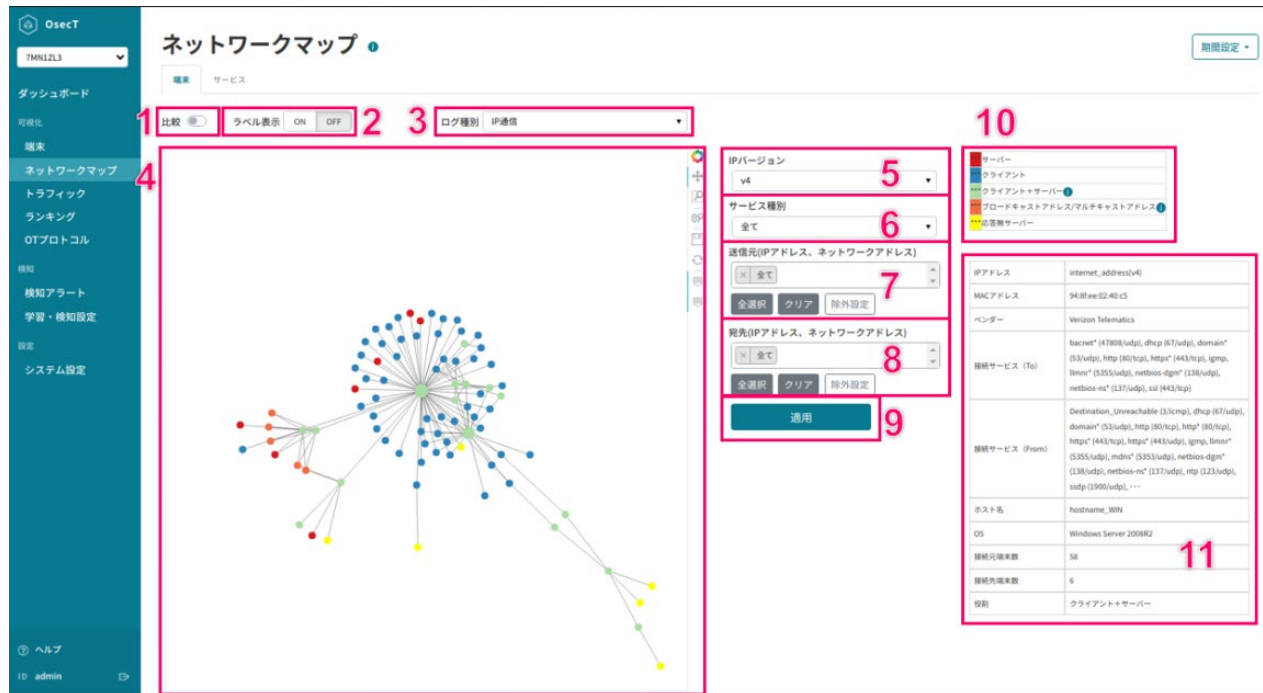 OsecT
7MN1ZL3
ダッシュボード
可視化
端末
ネットワークマップ
トラフィック
ランキング
OTプロトコル
検知
検知アラート
学習・検知設定
設定
システム設定
ヘルプ
ID admin
ネットワークマップ
期間設定
端末 サービス
1 比較 ラベル表示 ON OFF 2 3 ログ種別 IP通信
4
IPバージョン
v4
5
サービス種別
全て
6
送信元(IPアドレス、ネットワークアドレス)
× 全て
7
全選択 クリア 除外設定
宛先(IPアドレス、ネットワークアドレス)
× 全て
8
全選択 クリア 除外設定
適用
9
10
***サーバー
***クライアント
***クライアント+サーバー
***ブロードキャストアドレス/マルチキャストアドレス
***応答無サーバー
IPアドレス internet_address(v4)
MACアドレス 94:8f:ee:02:40:c5
ベンダー Verizon Telematics
接続サービス(To)
bacnet* (47808/udp), dhcp (67/udp), domain*
(53/udp), http (80/tcp), https* (443/tcp), igmp,
llmnr* (5355/udp), netbios-dgm* (138/udp),
netbios-ns* (137/udp), ssl (443/tcp)
接続サービス(From)
Destination_Unreachable (3/icmp), dhcp (67/udp),
domain* (53/udp), http (80/tcp), http* (80/tcp),
https* (443/tcp), https* (443/udp), igmp, llmnr*
(5355/udp), mdns* (5353/udp), netbios-dgm*
(138/udp), netbios-ns* (137/udp), ntp (123/udp),
ssdp (1900/udp), ･･･
ホスト名 hostname_WIN
OS Windows Server 2008R2
接続元端末数 58
接続先端末数 6
役割 クライアント+サーバー
11